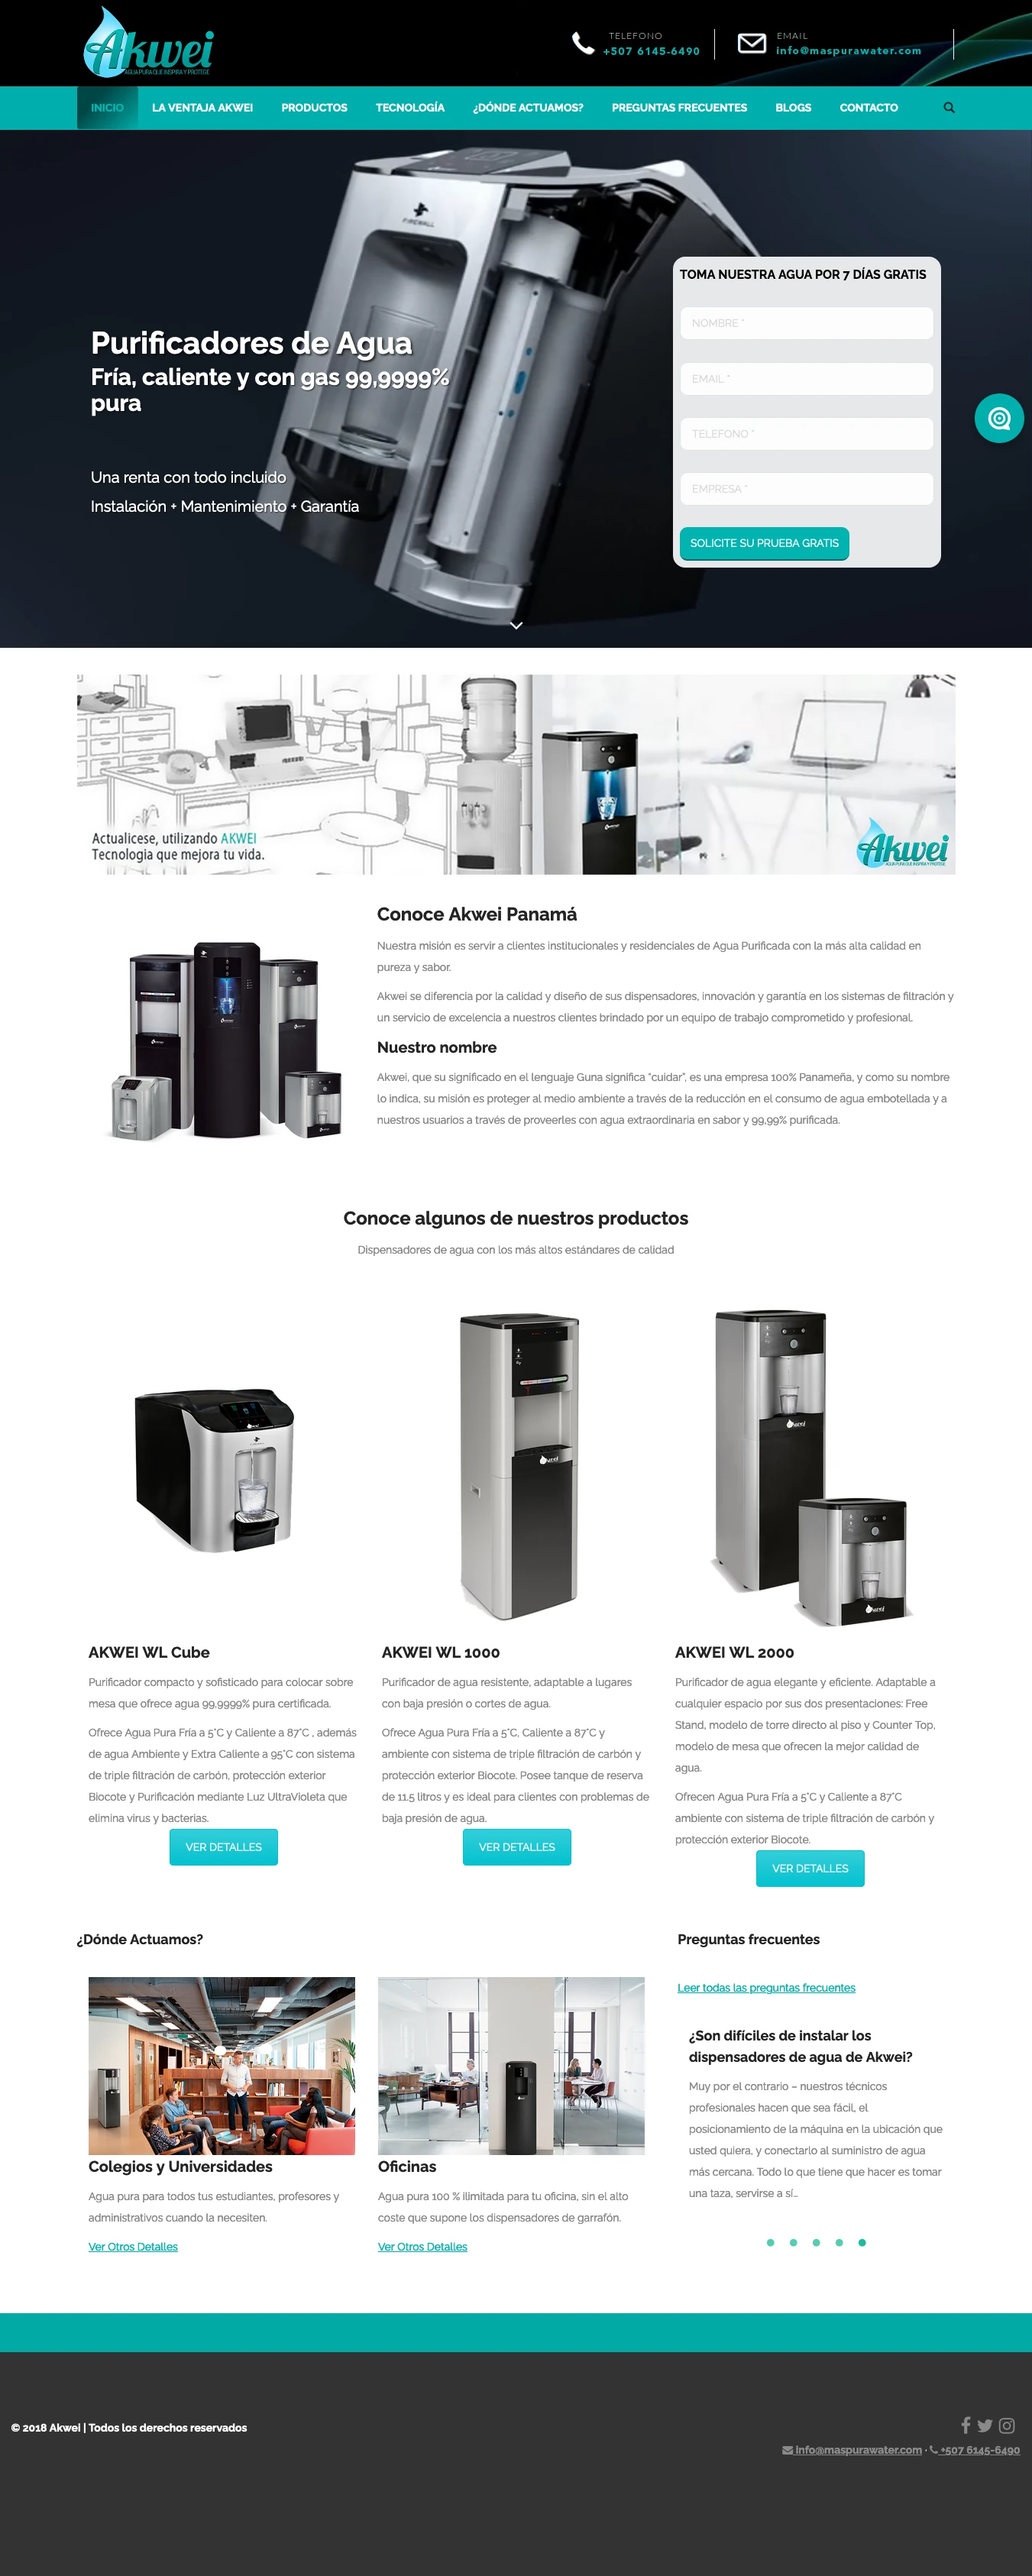 Akwei
AGUA PURA QUE INSPIRA Y PROTEGE
TELEFONO
+507 6145-6490
EMAIL
info@maspurawater.com
INICIO
LA VENTAJA AKWEI
PRODUCTOS
TECNOLOGÍA
¿DÓNDE ACTUAMOS?
PREGUNTAS FRECUENTES
BLOGS
CONTACTO
FIREWALL
Purificadores de Agua
Fría, caliente y con gas 99,9999%
pura
Una renta con todo incluido
Instalación + Mantenimiento + Garantía
TOMA NUESTRA AGUA POR 7 DÍAS GRATIS
NOMBRE *
EMAIL *
TELEFONO *
EMPRESA *
SOLICITE SU PRUEBA GRATIS
Actualicese, utilizando AKWEI
Tecnologia que mejora tu vida.
Akwei
AGUA PURA QUE INSPIRA Y PROTEGE
Conoce Akwei Panamá
Nuestra misión es servir a clientes institucionales y residenciales de Agua Purificada con la más alta calidad en
pureza y sabor.
Akwei se diferencia por la calidad y diseño de sus dispensadores, innovación y garantía en los sistemas de filtración y
un servicio de excelencia a nuestros clientes brindado por un equipo de trabajo comprometido y profesional.
Nuestro nombre
Akwei, que su significado en el lenguaje Guna significa “cuidar”, es una empresa 100% Panameña, y como su nombre
lo indica, su misión es proteger al medio ambiente a través de la reducción en el consumo de agua embotellada y a
nuestros usuarios a través de proveerles con agua extraordinaria en sabor y 99,99% purificada.
Conoce algunos de nuestros productos
Dispensadores de agua con los más altos estándares de calidad
AKWEI WL Cube
Purificador compacto y sofisticado para colocar sobre
mesa que ofrece agua 99,9999% pura certificada.
Ofrece Agua Pura Fría a 5°C y Caliente a 87°C , además
de agua Ambiente y Extra Caliente a 95°C con sistema
de triple filtración de carbón, protección exterior
Biocote y Purificación mediante Luz UltraVioleta que
elimina virus y bacterias.
VER DETALLES
AKWEI WL 1000
Purificador de agua resistente, adaptable a lugares
con baja presión o cortes de agua.
Ofrece Agua Pura Fría a 5°C, Caliente a 87°C y
ambiente con sistema de triple filtración de carbón y
protección exterior Biocote. Posee tanque de reserva
de 11.5 litros y es ideal para clientes con problemas de
baja presión de agua.
VER DETALLES
AKWEI WL 2000
Purificador de agua elegante y eficiente. Adaptable a
cualquier espacio por sus dos presentaciones: Free
Stand, modelo de torre directo al piso y Counter Top,
modelo de mesa que ofrecen la mejor calidad de
agua.
Ofrecen Agua Pura Fría a 5°C y Caliente a 87°C
ambiente con sistema de triple filtración de carbón y
protección exterior Biocote.
VER DETALLES
¿Dónde Actuamos?
Colegios y Universidades
Agua pura para todos tus estudiantes, profesores y
administrativos cuando la necesiten.
Ver Otros Detalles
Oficinas
Agua pura 100 % ilimitada para tu oficina, sin el alto
coste que supone los dispensadores de garrafón.
Ver Otros Detalles
Preguntas frecuentes
Leer todas las preguntas frecuentes
¿Son difíciles de instalar los
dispensadores de agua de Akwei?
Muy por el contrario – nuestros técnicos
profesionales hacen que sea fácil, el
posicionamiento de la máquina en la ubicación que
usted quiera, y conectarlo al suministro de agua
más cercana. Todo lo que tiene que hacer es tomar
una taza, servirse a sí...
© 2018 Akwei | Todos los derechos reservados
info@maspurawater.com · +507 6145-6490